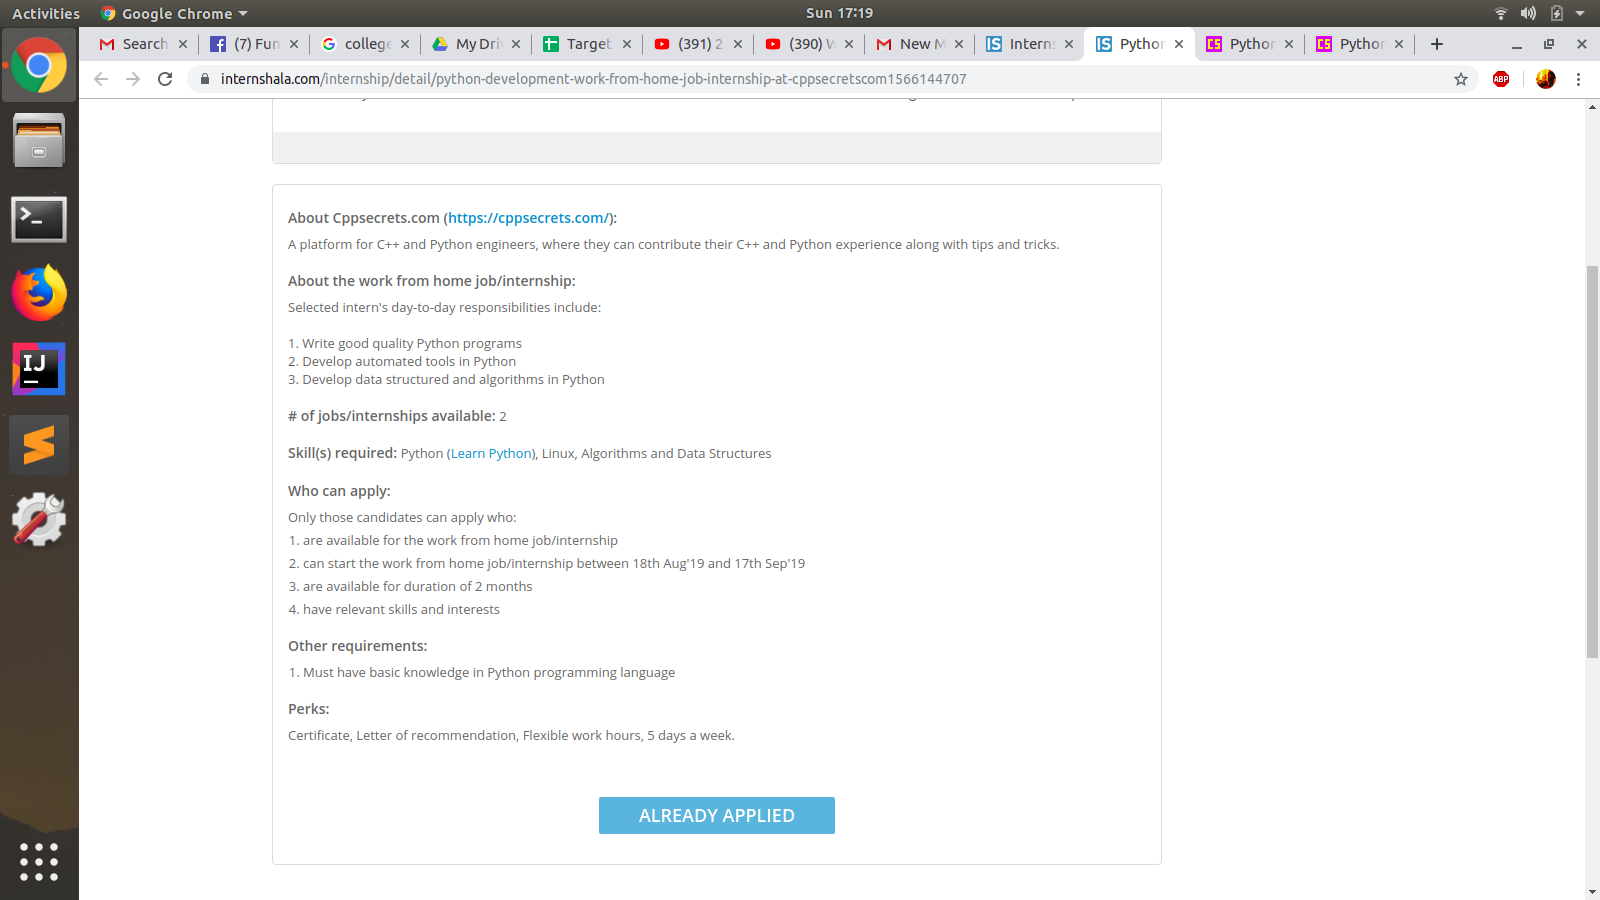 Activities Google Chrome Sun 17:19
Search (7) Fun college My Dri Target (391) 2 (390) New M Interns Python Python Python
internshala.com/internship/detail/python-development-work-from-home-job-internship-at-cppsecretscom1566144707 ABP
About Cppsecrets.com (https://cppsecrets.com/):
A platform for C++ and Python engineers, where they can contribute their C++ and Python experience along with tips and tricks.
About the work from home job/internship:
Selected intern's day-to-day responsibilities include:
1. Write good quality Python programs
2. Develop automated tools in Python
3. Develop data structured and algorithms in Python
# of jobs/internships available: 2
Skill(s) required: Python (Learn Python), Linux, Algorithms and Data Structures
Who can apply:
Only those candidates can apply who:
1. are available for the work from home job/internship
2. can start the work from home job/internship between 18th Aug'19 and 17th Sep'19
3. are available for duration of 2 months
4. have relevant skills and interests
Other requirements:
1. Must have basic knowledge in Python programming language
Perks:
Certificate, Letter of recommendation, Flexible work hours, 5 days a week.
ALREADY APPLIED